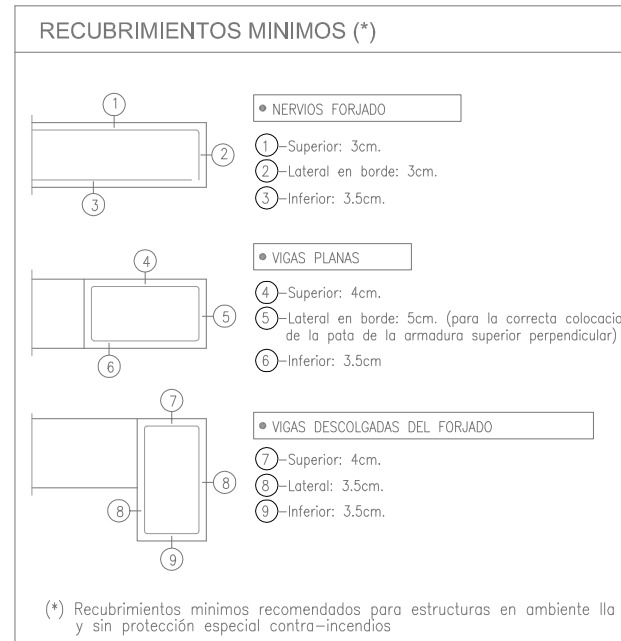 RECUBRIMIENTOS MINIMOS (*)
1
2
3
● NERVIOS FORJADO
1 -Superior: 3cm.
2 -Lateral en borde: 3cm.
3 -Inferior: 3.5cm.
4
5
6
● VIGAS PLANAS
4 -Superior: 4cm.
5 -Lateral en borde: 5cm. (para la correcta colocacio
de la pata de la armadura superior perpendicular)
6 -Inferior: 3.5cm
7
8
8
9
● VIGAS DESCOLGADAS DEL FORJADO
7 -Superior: 4cm.
8 -Lateral: 3.5cm.
9 -Inferior: 3.5cm.
(*) Recubrimientos minimos recomendados para estructuras en ambiente IIa
y sin protección especial contra-incendios